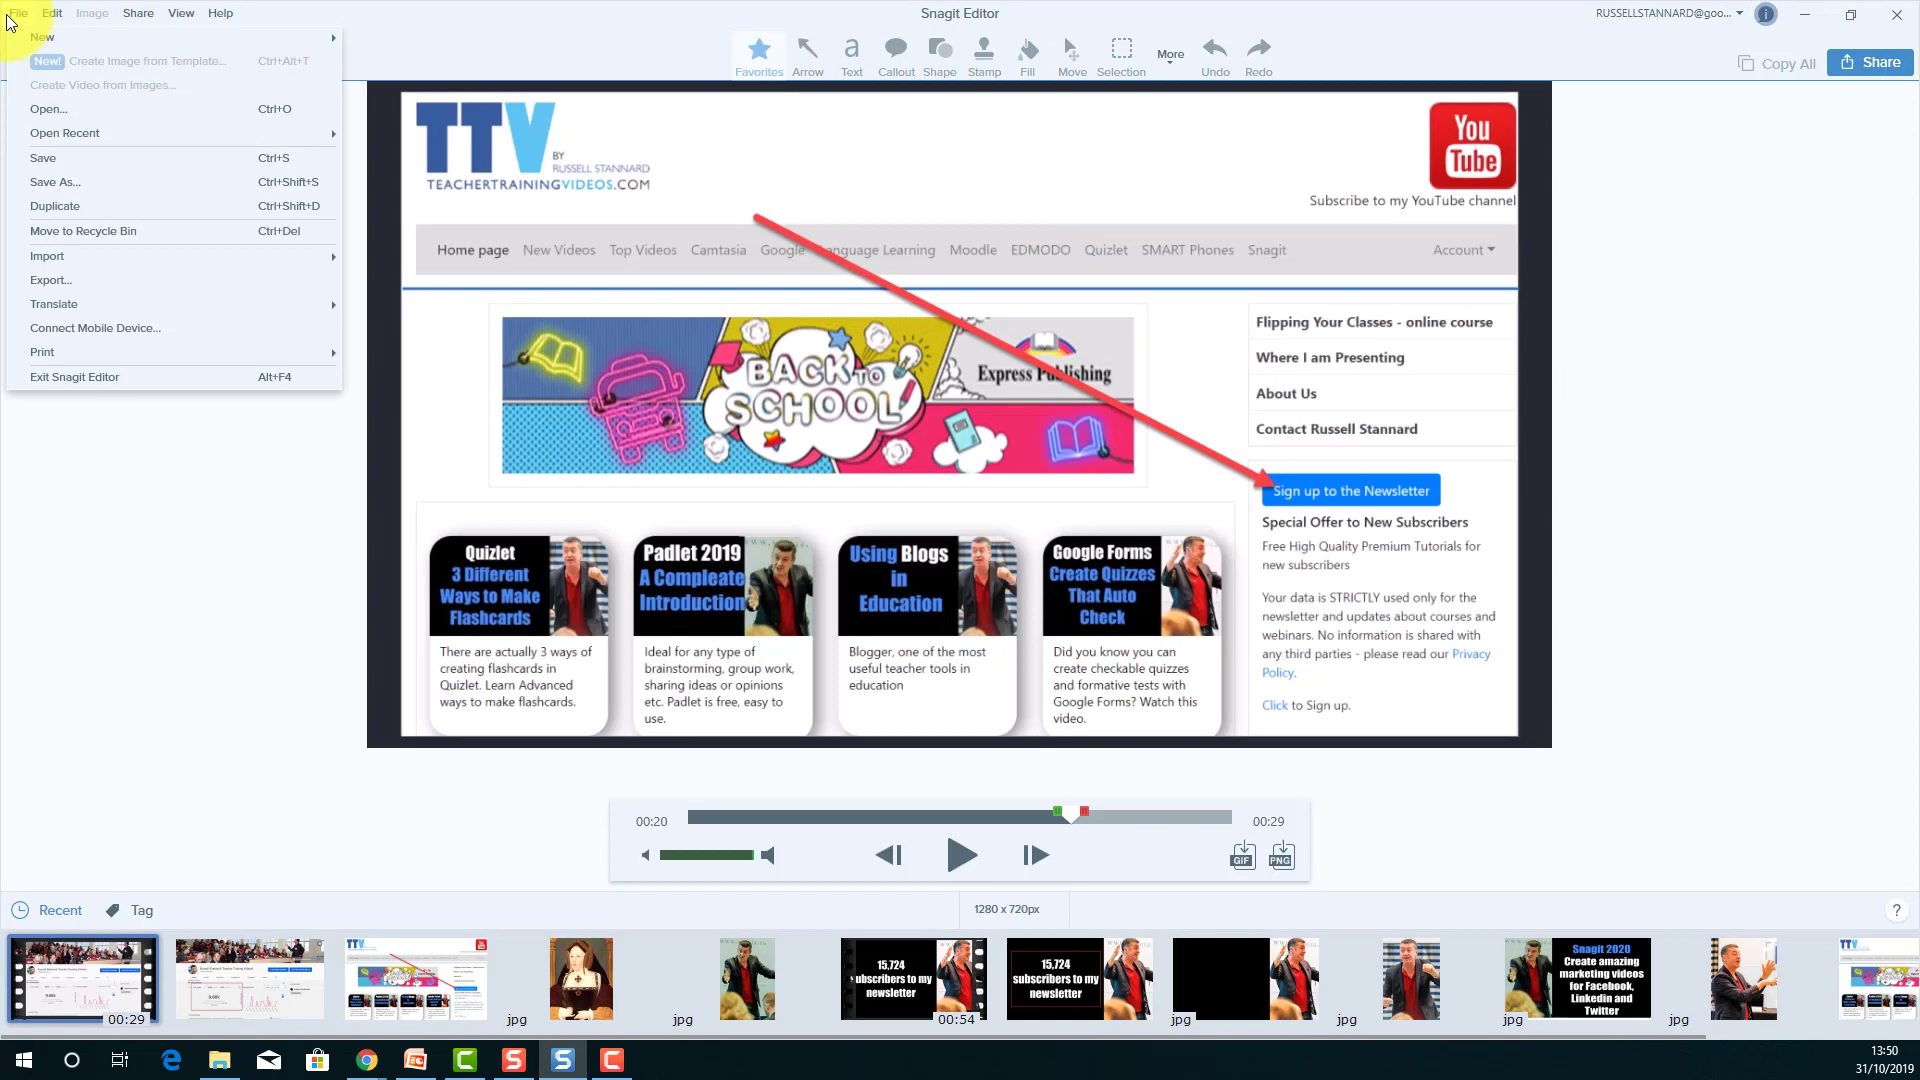 File Edit Image Share View Help
Snagit Editor
RUSSELLSTANNARD@goo...
New
New! Create Image from Template... Ctrl+Alt+T
Create Video from Images...
Open... Ctrl+O
Open Recent
Save Ctrl+S
Save As... Ctrl+Shift+S
Duplicate Ctrl+Shift+D
Move to Recycle Bin Ctrl+Del
Import
Export...
Translate
Connect Mobile Device...
Print
Exit Snagit Editor Alt+F4
Favorites Arrow Text Callout Shape Stamp Fill Move Selection More Undo Redo
Copy All Share
TTV
BY
RUSSELL STANNARD
TEACHERTRAININGVIDEOS.COM
You
Tube
Subscribe to my YouTube channel
Home page New Videos Top Videos Camtasia Google Language Learning Moodle EDMODO Quizlet SMART Phones Snagit Account
BACK TO
SCHOOL
Express Publishing
Flipping Your Classes - online course
Where I am Presenting
About Us
Contact Russell Stannard
Sign up to the Newsletter
Special Offer to New Subscribers
Free High Quality Premium Tutorials for
new subscribers
Your data is STRICTLY used only for the
newsletter and updates about courses and
webinars. No information is shared with
any third parties - please read our Privacy
Policy.
Click to Sign up.
Quizlet
3 Different
Ways to Make
Flashcards
There are actually 3 ways of
creating flashcards in
Quizlet. Learn Advanced
ways to make flashcards.
Padlet 2019
A Compleate
Introduction
Ideal for any type of
brainstorming, group work,
sharing ideas or opinions
etc. Padlet is free, easy to
use.
Using Blogs
in
Education
Blogger, one of the most
useful teacher tools in
education
Google Forms
Create Quizzes
That Auto
Check
Did you know you can
create checkable quizzes
and formative tests with
Google Forms? Watch this
video.
00:20 00:29
GIF PNG
Recent Tag
1280 x 720px
?
00:29
TTV
jpg
jpg
15,724
ubscribers to my
newsletter
00:54
15,724
subscribers to my
newsletter
jpg
jpg
Snagit 2020
Create amazing
marketing videos
for Facebook,
Linkedin and
Twitter
jpg
jpg
TTV
13:50
31/10/2019